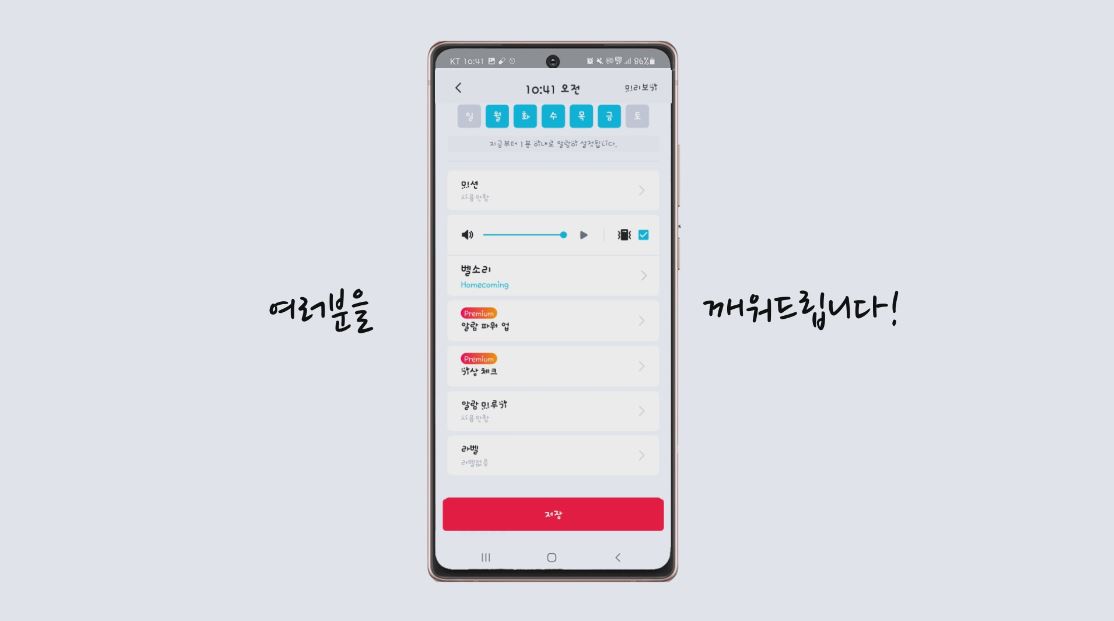 KT 10:41
86%
10:41 오전
미리보기
일 월 화 수 목 금 토
지금부터 1분 이내로 알람이 설정됩니다.
미션
사용안함
벨소리
Homecoming
Premium
알람 파워 업
Premium
기상 체크
알람 미루기
사용안함
라벨
라벨없음
저장
여러분을
깨워드립니다!